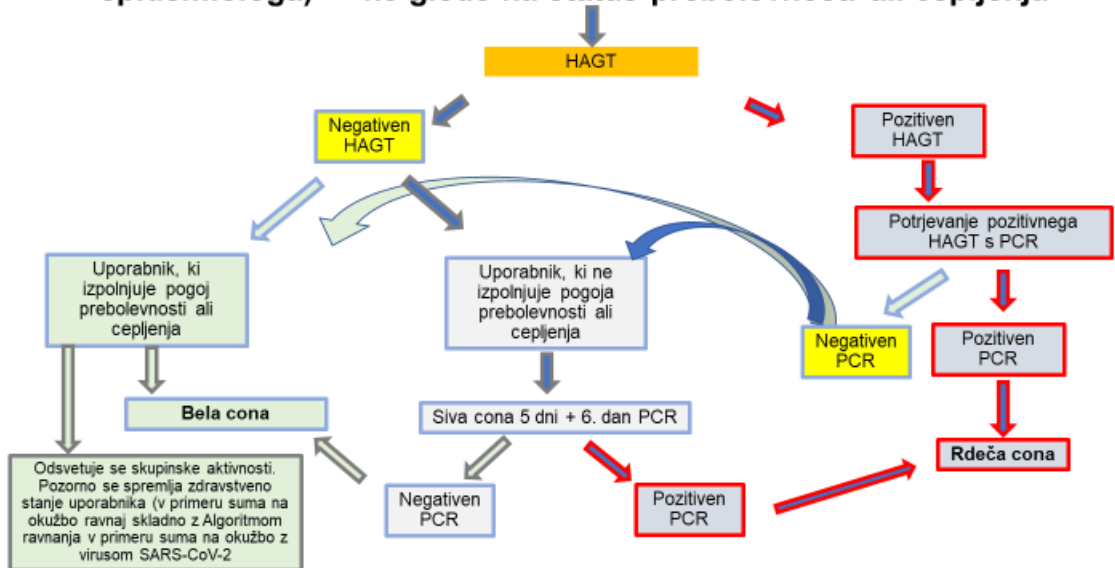 HAGT
Negativen
HAGT
Pozitiven
HAGT
Potrjevanje pozitivnega
HAGT s PCR
Uporabnik, ki
izpolnjuje pogoj
prebolevnosti ali
cepljenja
Uporabnik, ki ne
izpolnjuje pogoja
prebolevnosti ali
cepljenja
Negativen
PCR
Pozitiven
PCR
Bela cona
Siva cona 5 dni + 6. dan PCR
Rdeča cona
Odsvetuje se skupinske aktivnosti.
Pozorno se spremlja zdravstveno
stanje uporabnika (v primeru suma na
okužbo ravnaj skladno z Algoritmom
ravnanja v primeru suma na okužbo z
virusom SARS-CoV-2
Negativen
PCR
Pozitiven
PCR